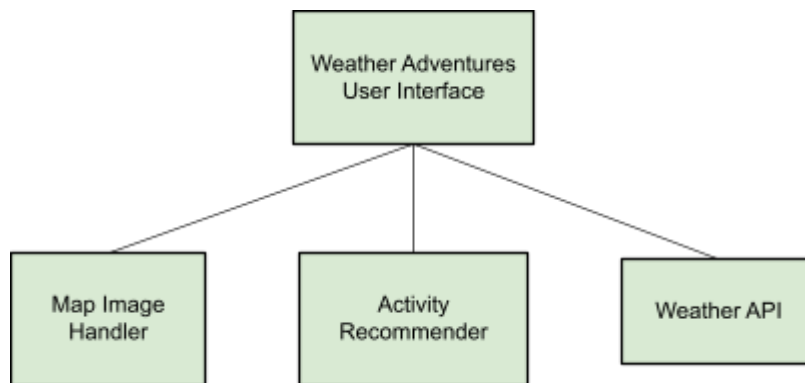 Weather Adventures
User Interface
Map Image
Handler
Activity
Recommender
Weather API